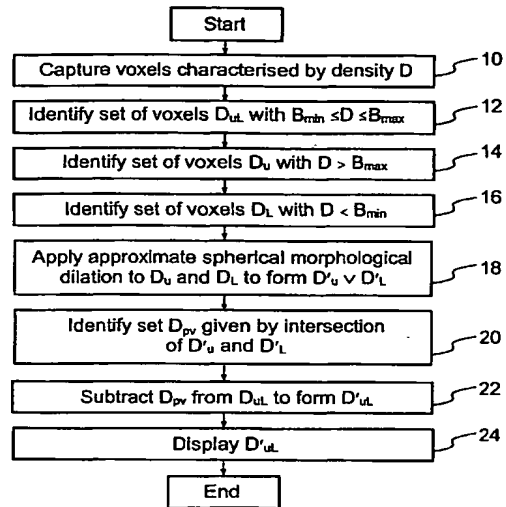 Start
Capture voxels characterised by density D
10
Identify set of voxels DuL with Bmin ≤D ≤Bmax
12
Identify set of voxels Du with D > Bmax
14
Identify set of voxels DL with D < Bmin
16
Apply approximate spherical morphological
dilation to Du and DL to form D'u v D'L
18
Identify set Dpv given by intersection
of D'u and D'L
20
Subtract Dpv from DuL to form D'uL
22
Display D'uL
24
End